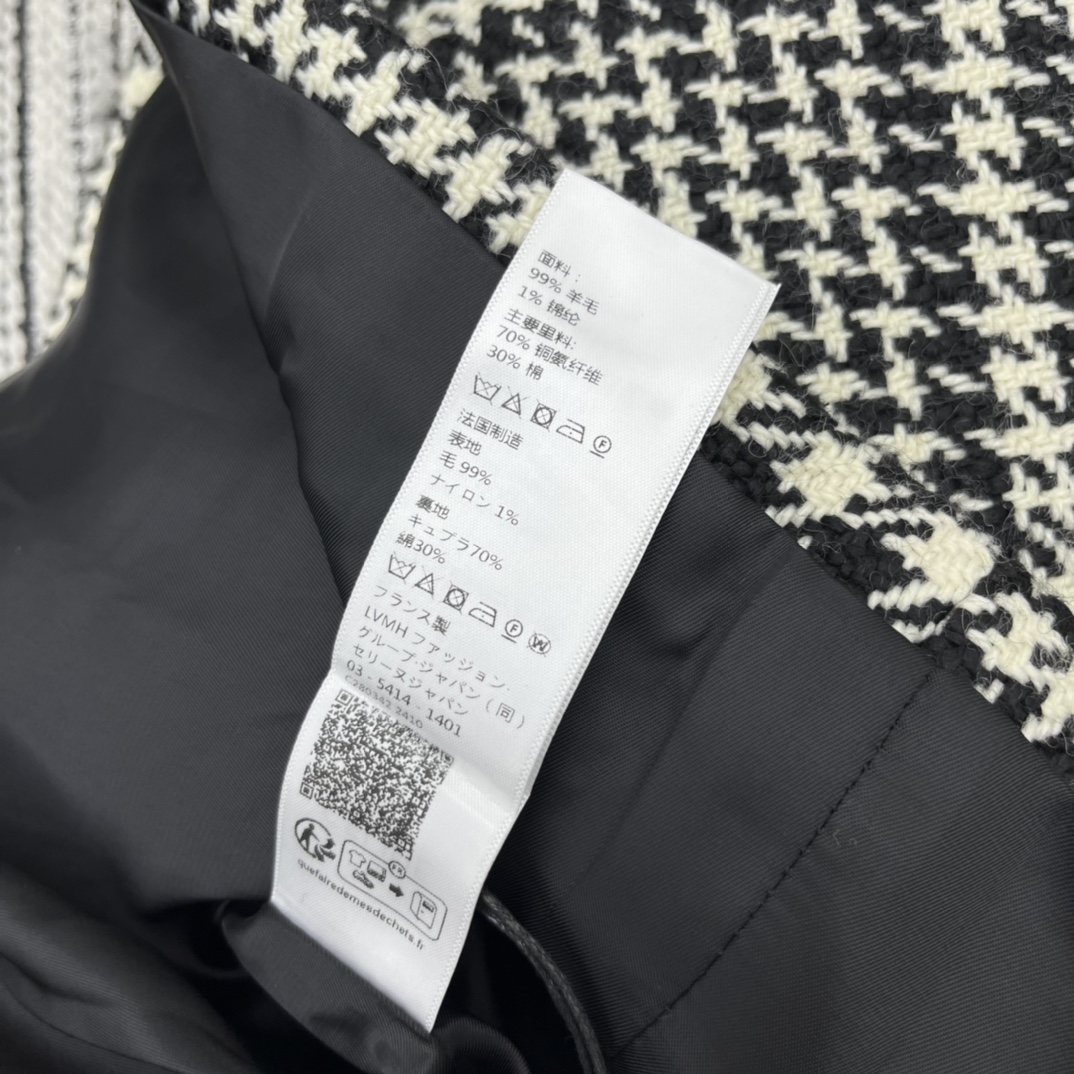 面料：
99% 羊毛
1% 锦纶
主要里料:
70% 铜氨纤维
30% 棉
F
法国制造
表地
毛 99%
ナイロン 1%
裏地
キュプラ70%
綿30%
F W
フランス製
LVMH ファッション.
グループ･ジャパン（同）
セリーヌジャパン
03 - 5414 - 1401
FR
quefairedemesdechets.fr